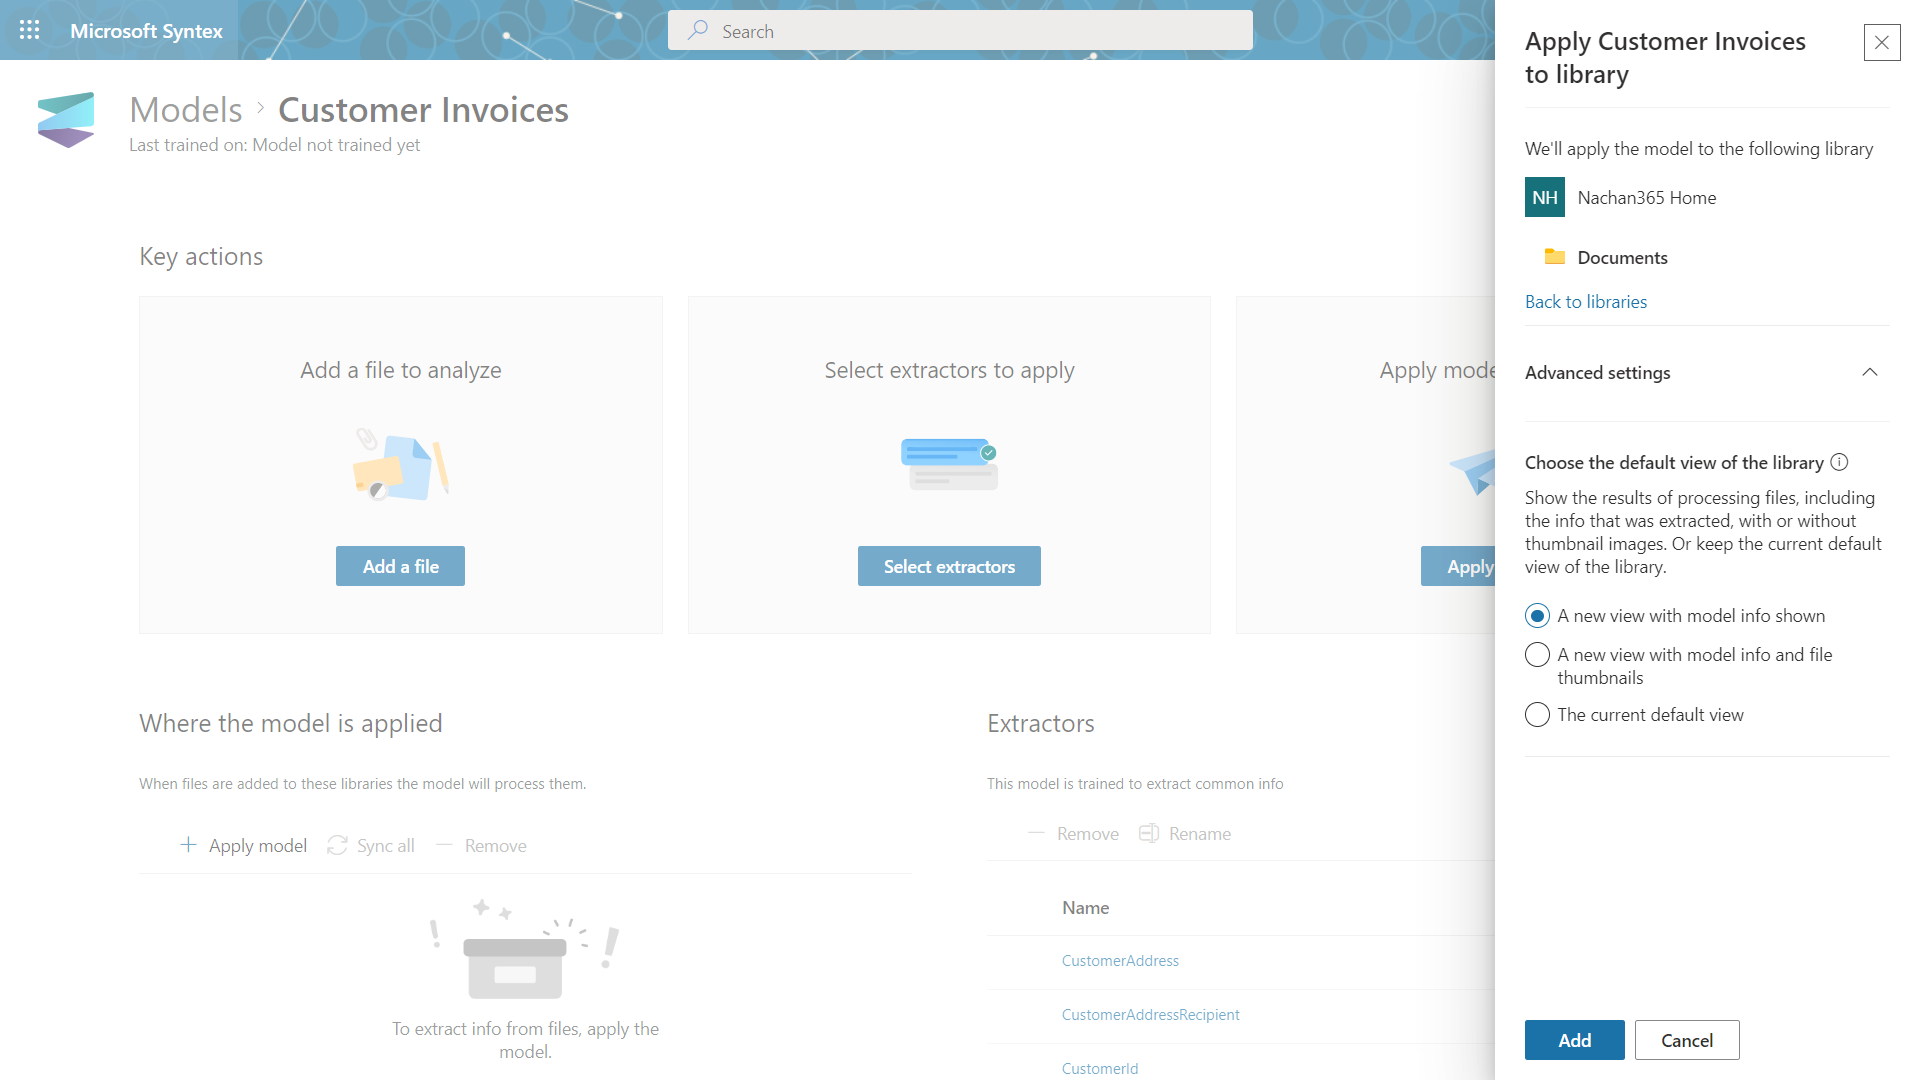 Microsoft Syntex
Search
Models > Customer Invoices
Last trained on: Model not trained yet
Key actions
Add a file to analyze
Add a file
Select extractors to apply
Select extractors
Apply mode
Apply
Where the model is applied
When files are added to these libraries the model will process them.
Apply model
Sync all
Remove
To extract info from files, apply the
model.
Extractors
This model is trained to extract common info
Remove
Rename
Name
CustomerAddress
CustomerAddressRecipient
CustomerId
Apply Customer Invoices
to library
We'll apply the model to the following library
NH Nachan365 Home
Documents
Back to libraries
Advanced settings
Choose the default view of the library
Show the results of processing files, including
the info that was extracted, with or without
thumbnail images. Or keep the current default
view of the library.
A new view with model info shown
A new view with model info and file
thumbnails
The current default view
Add
Cancel